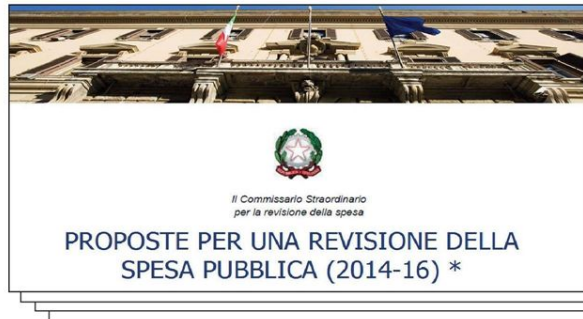 Il Commissario Straordinario
per la revisione della spesa
PROPOSTE PER UNA REVISIONE DELLA
SPESA PUBBLICA (2014-16) *